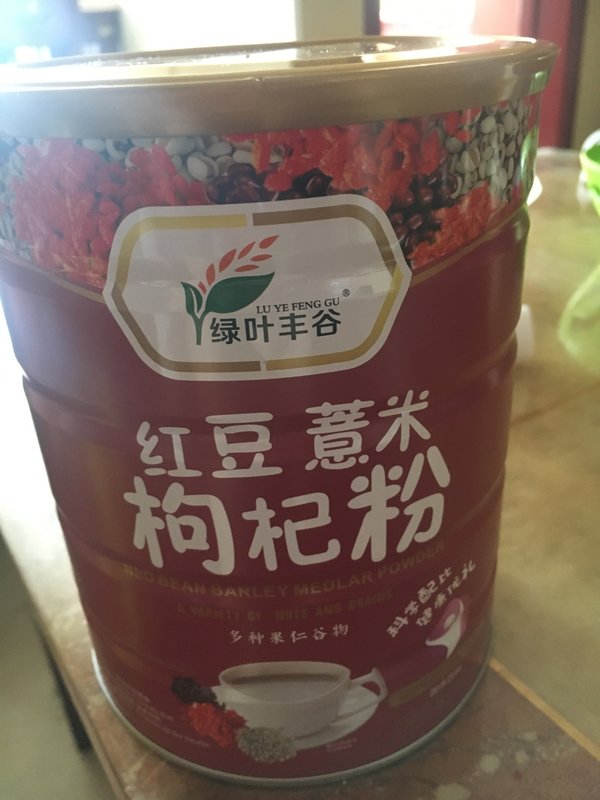 LU YE FENG GU
®
绿叶丰谷
红豆 薏米
枸杞粉
RED BEAN BARLEY MEDLAR POWDER
A VARIETY OF NUTS AND GRAINS
多种果仁谷物
科学配比